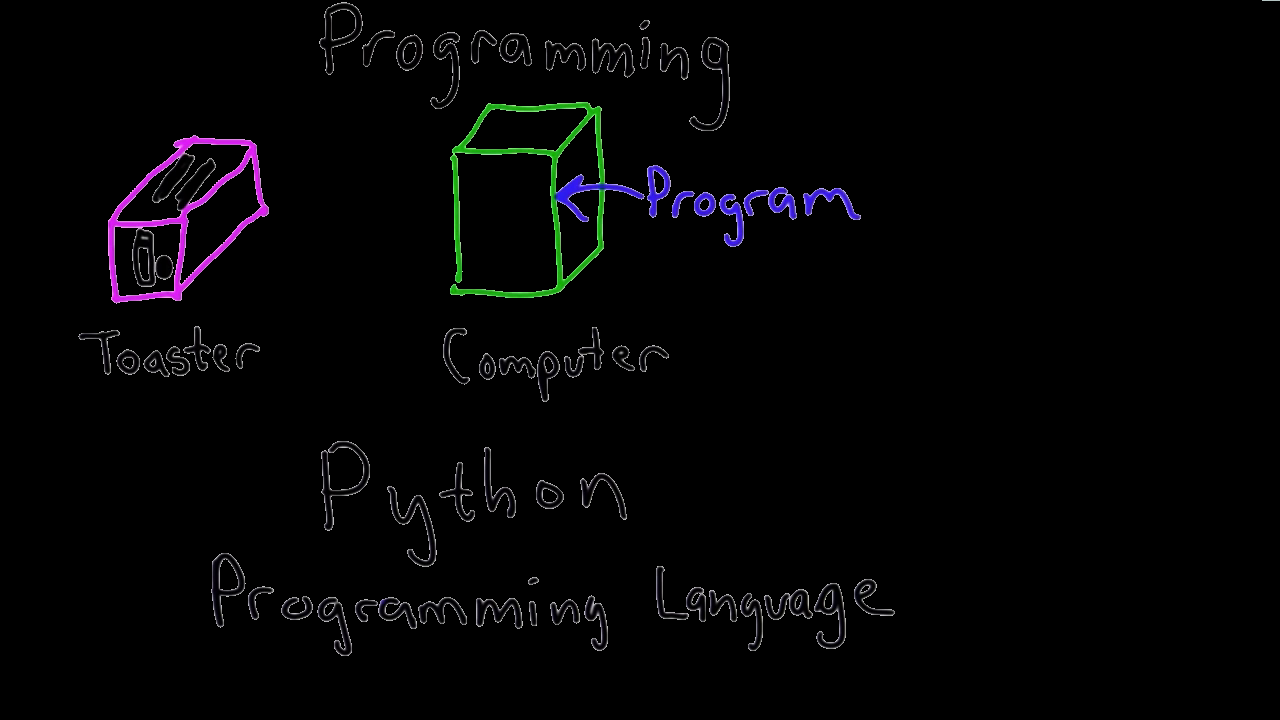 Programming
Program
Toaster
Computer
Python
Programming Language